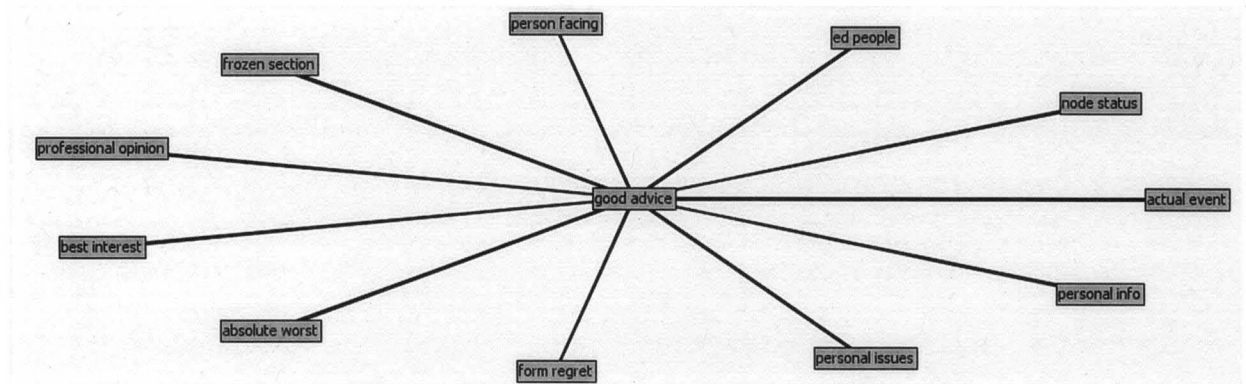 person facing
ed people
frozen section
node status
professional opinion
good advice
actual event
best interest
personal info
absolute worst
personal issues
form regret